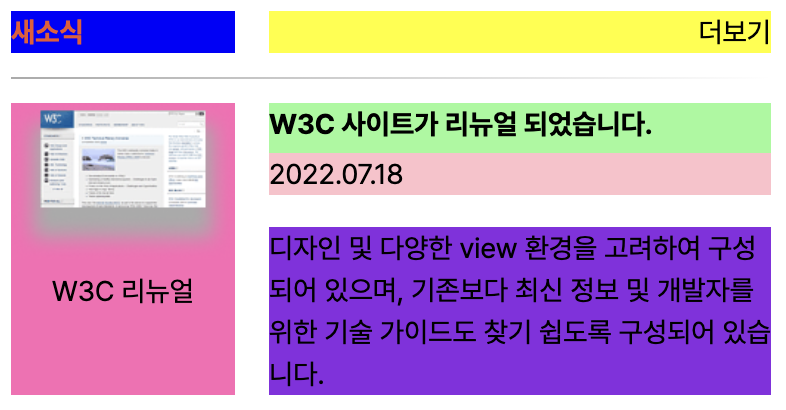 새소식
더보기
W3C
W3C 리뉴얼
W3C 사이트가 리뉴얼 되었습니다.
2022.07.18
디자인 및 다양한 view 환경을 고려하여 구성
되어 있으며, 기존보다 최신 정보 및 개발자를
위한 기술 가이드도 찾기 쉽도록 구성되어 있습
니다.